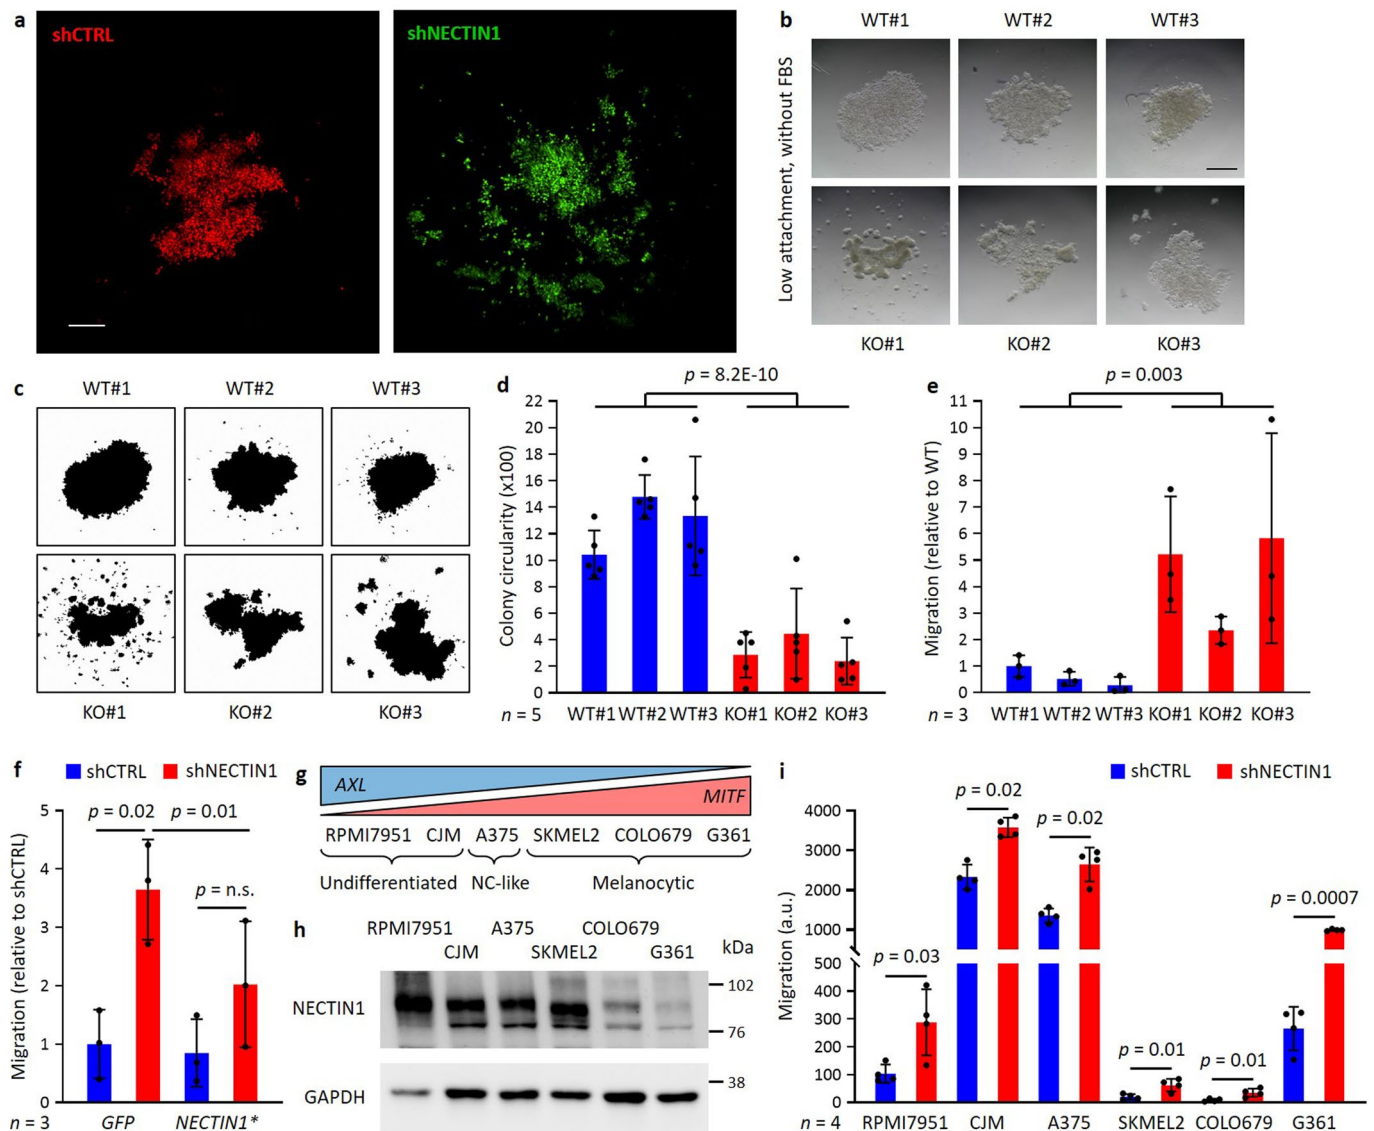 a
shCTRL
shNECTIN1
b
WT#1 WT#2 WT#3
Low attachment, without FBS
KO#1 KO#2 KO#3
c
WT#1 WT#2 WT#3
KO#1 KO#2 KO#3
d
p = 8.2E-10
Colony circularity (x100)
22
20
18
16
14
12
10
8
6
4
2
0
n = 5 WT#1 WT#2 WT#3 KO#1 KO#2 KO#3
e
p = 0.003
Migration (relative to WT)
11
10
9
8
7
6
5
4
3
2
1
0
n = 3 WT#1 WT#2 WT#3 KO#1 KO#2 KO#3
f
shCTRL shNECTIN1
p = 0.02 p = 0.01
p = n.s.
Migration (relative to shCTRL)
5
4
3
2
1
0
n = 3 GFP NECTIN1*
g
AXL
MITF
RPMI7951 CJM A375 SKMEL2 COLO679 G361
Undifferentiated NC-like Melanocytic
h
RPMI7951 A375 COLO679
CJM SKMEL2 G361
kDa
NECTIN1
102
76
GAPDH
38
i
shCTRL shNECTIN1
p = 0.02
p = 0.02
p = 0.0007
p = 0.03
p = 0.01
p = 0.01
Migration (a.u.)
4000
3000
2000
1000
500
400
300
200
100
0
n = 4 RPMI7951 CJM A375 SKMEL2 COLO679 G361